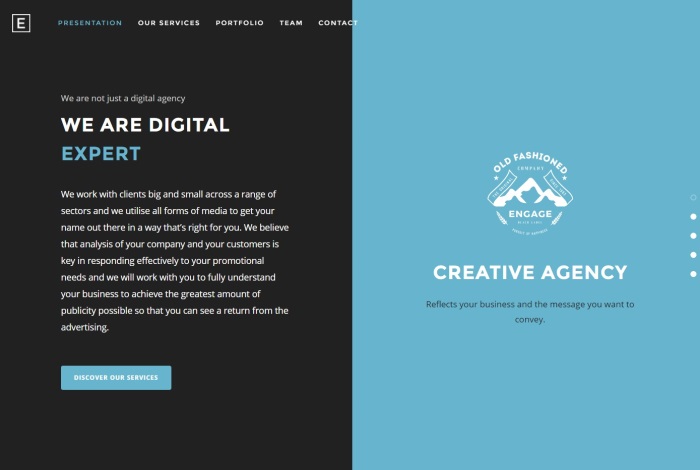 E
PRESENTATION
OUR SERVICES
PORTFOLIO
TEAM
CONTACT
We are not just a digital agency
WE ARE DIGITAL
EXPERT
We work with clients big and small across a range of
sectors and we utilise all forms of media to get your
name out there in a way that's right for you. We believe
that analysis of your company and your customers is
key in responding effectively to your promotional
needs and we will work with you to fully understand
your business to achieve the greatest amount of
publicity possible so that you can see a return from the
advertising.
DISCOVER OUR SERVICES
OLD FASHIONED
COMPANY
ENGAGE
CREATIVE AGENCY
Reflects your business and the message you want to
convey.